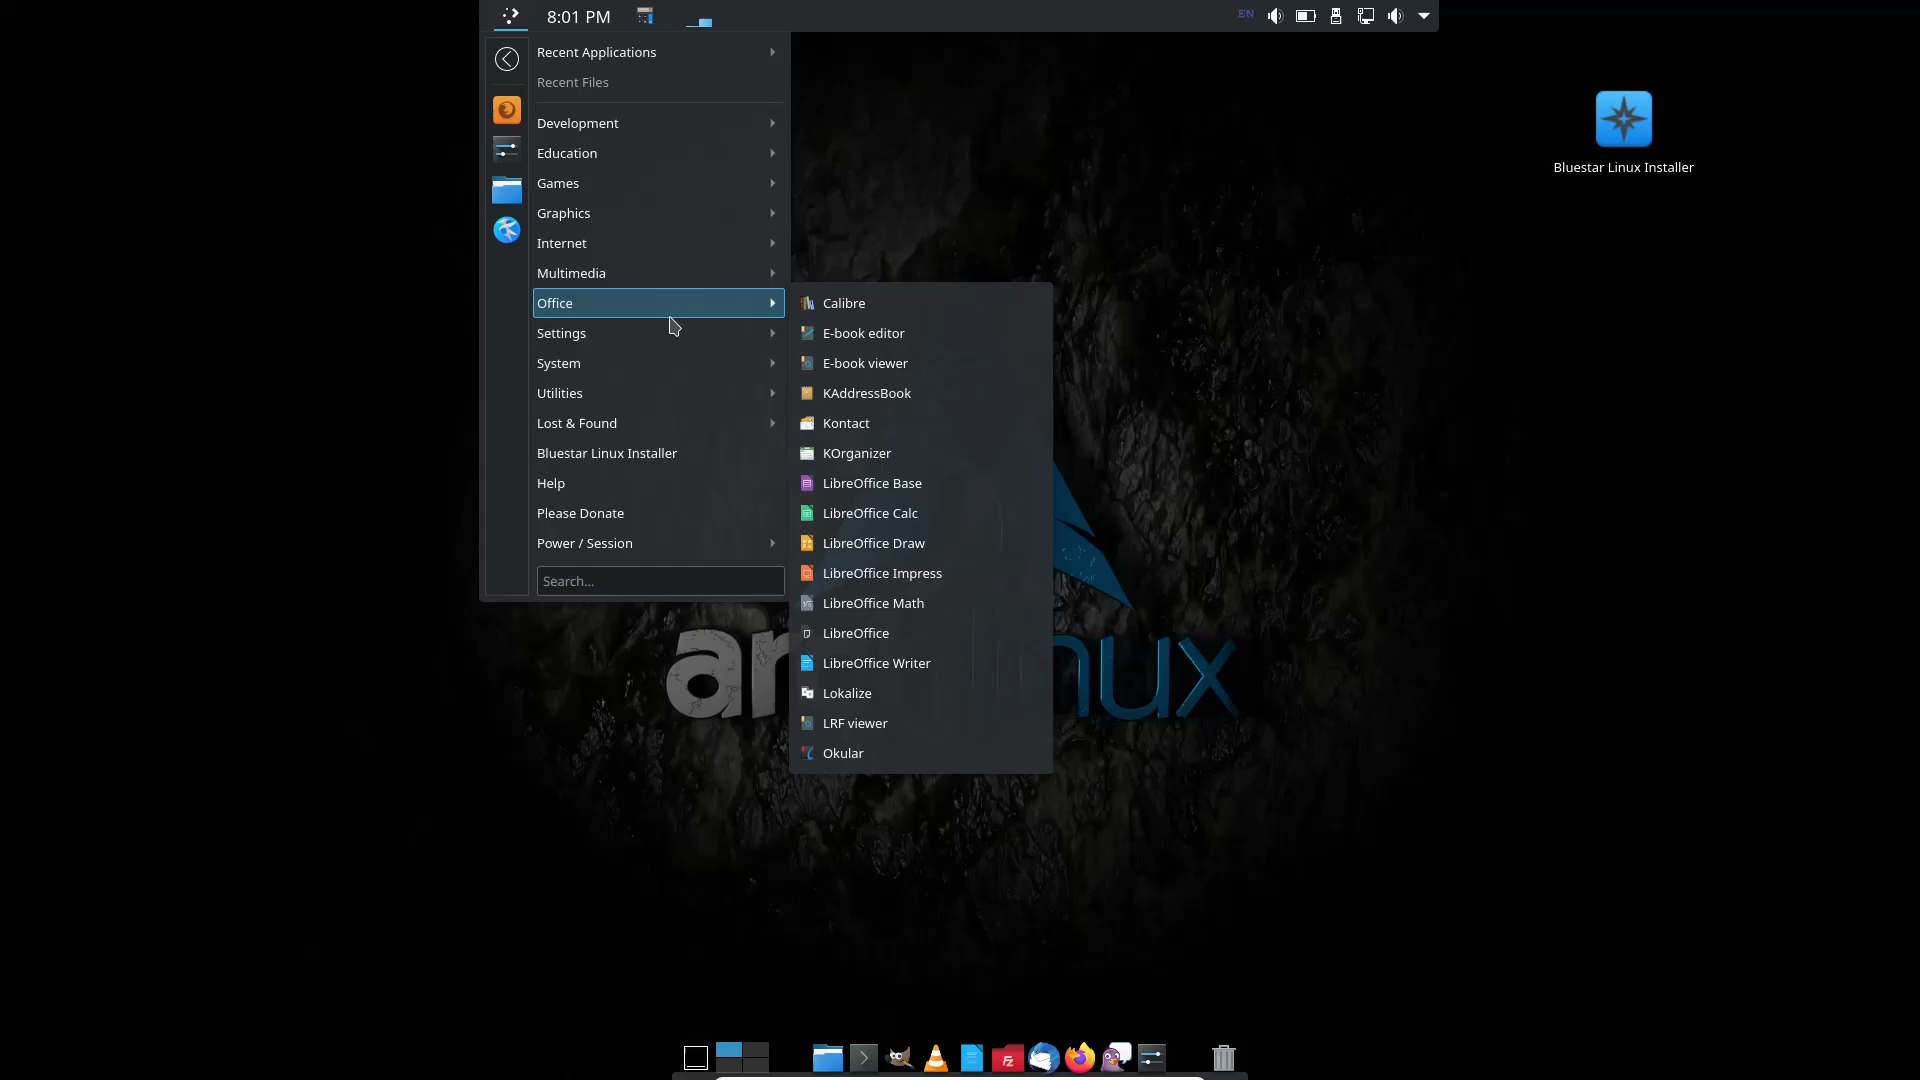 8:01 PM
EN
Recent Applications
Recent Files
Development
Education
Games
Graphics
Internet
Multimedia
Office
Settings
System
Utilities
Lost & Found
Bluestar Linux Installer
Help
Please Donate
Power / Session
Search...
Calibre
E-book editor
E-book viewer
KAddressBook
Kontact
KOrganizer
LibreOffice Base
LibreOffice Calc
LibreOffice Draw
LibreOffice Impress
LibreOffice Math
LibreOffice
LibreOffice Writer
Lokalize
LRF viewer
Okular
Bluestar Linux Installer
Fz